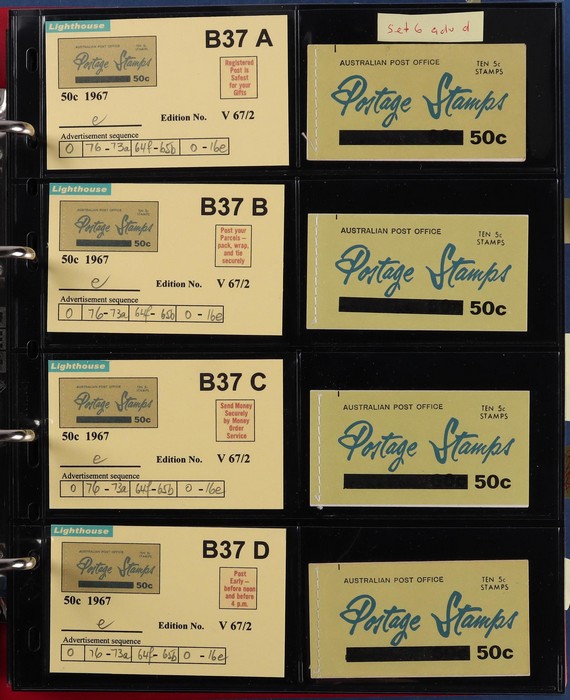 Lighthouse
B37 A
AUSTRALIAN POST OFFICE
TEN 5c
STAMPS
Postage Stamps
50c
Registered
Post is
Safest
for your
Gifts
50c 1967
e
Edition No. V 67/2
Advertisement sequence
0 76-73a 64f-65b 0-16e
Set 6 adv d
AUSTRALIAN POST OFFICE
TEN 5c
STAMPS
Postage Stamps
50c
Lighthouse
B37 B
AUSTRALIAN POST OFFICE
TEN 5c
STAMPS
Postage Stamps
50c
Post your
Parcels –
pack, wrap,
and tie
securely
50c 1967
e
Edition No. V 67/2
Advertisement sequence
0 76-73a 64f-65b 0-16e
AUSTRALIAN POST OFFICE
TEN 5c
STAMPS
Postage Stamps
50c
Lighthouse
B37 C
AUSTRALIAN POST OFFICE
TEN 5c
STAMPS
Postage Stamps
50c
Send Money
Securely
by Money
Order
Service
50c 1967
e
Edition No. V 67/2
Advertisement sequence
0 76-73a 64f-65b 0-16e
AUSTRALIAN POST OFFICE
TEN 5c
STAMPS
Postage Stamps
50c
Lighthouse
B37 D
AUSTRALIAN POST OFFICE
TEN 5c
STAMPS
Postage Stamps
50c
Post
Early –
before noon
and before
4 p.m.
50c 1967
e
Edition No. V 67/2
Advertisement sequence
0 76-73a 64f-65b 0-16e
AUSTRALIAN POST OFFICE
TEN 5c
STAMPS
Postage Stamps
50c